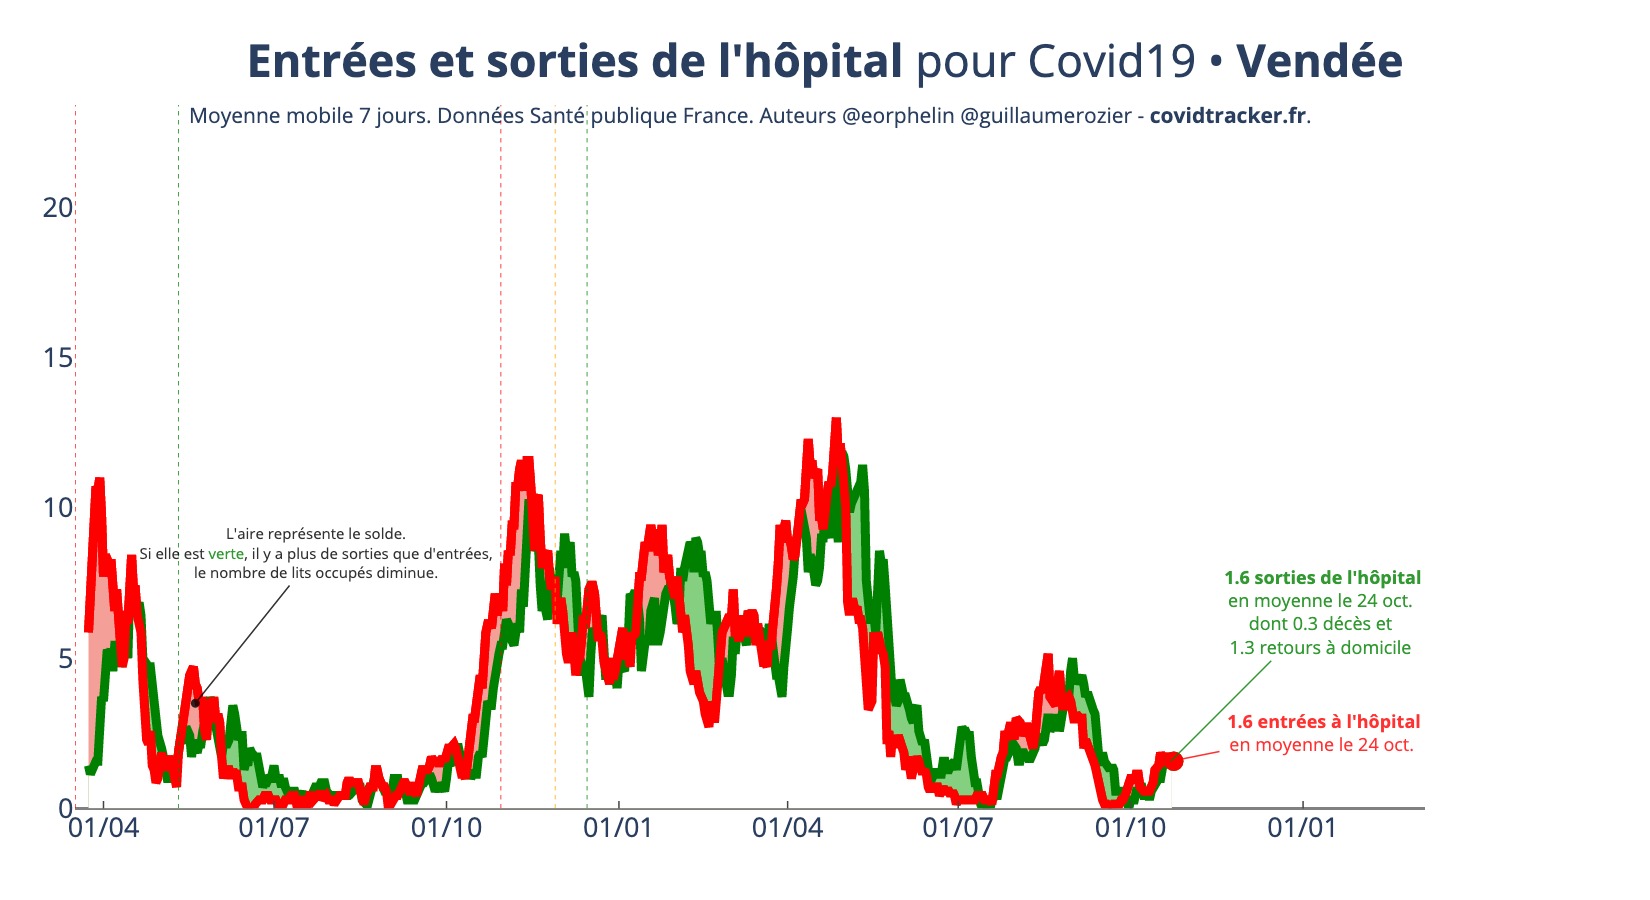 Entrées et sorties de l'hôpital pour Covid19 • Vendée
Moyenne mobile 7 jours. Données Santé publique France. Auteurs @eorphelin @guillaumerozier - covidtracker.fr.
20
15
10
L'aire représente le solde.
Si elle est verte, il y a plus de sorties que d'entrées,
le nombre de lits occupés diminue.
1.6 sorties de l'hôpital
en moyenne le 24 oct.
dont 0.3 décès et
1.3 retours à domicile
5
1.6 entrées à l'hôpital
en moyenne le 24 oct.
0
01/04 01/07 01/10 01/01 01/04 01/07 01/10 01/01